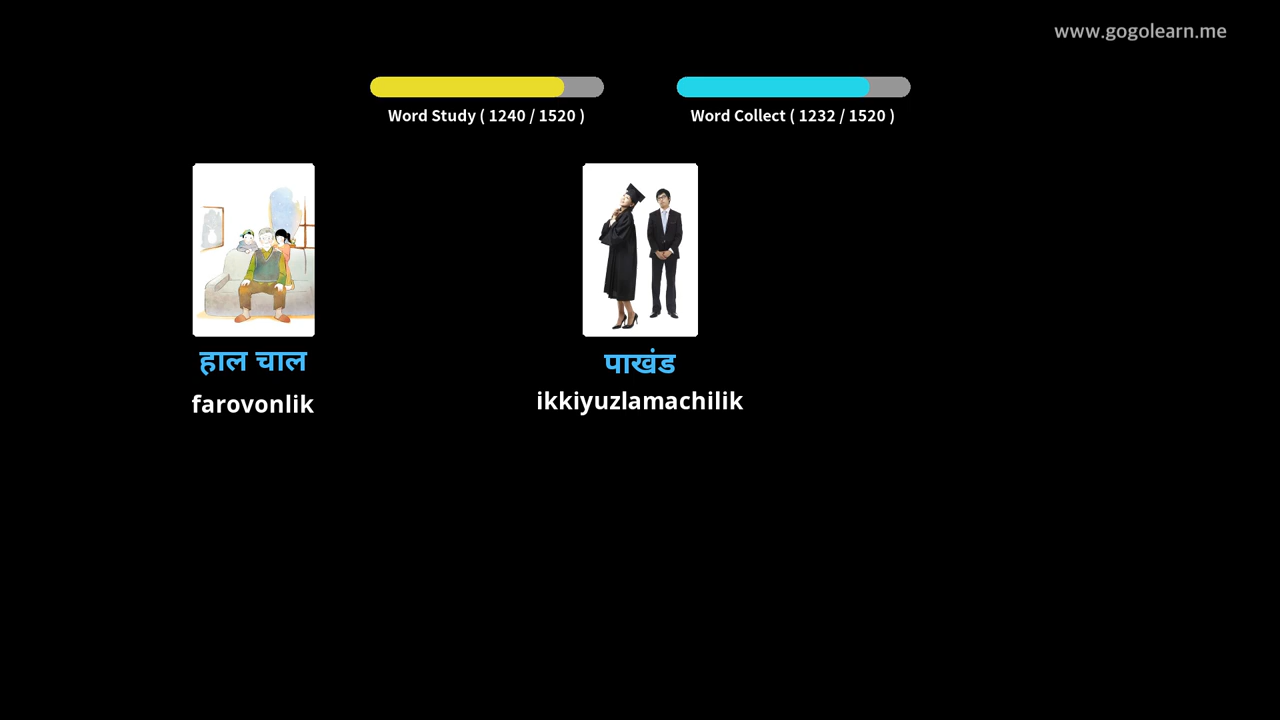 www.gogolearn.me
Word Study ( 1240 / 1520 )
Word Collect ( 1232 / 1520 )
हाल चाल
farovonlik
पाखंड
ikkiyuzlamachilik